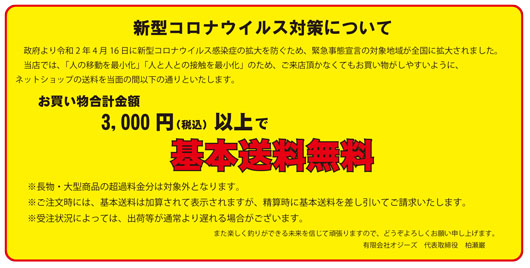 新型コロナウイルス対策について
政府より令和2年4月16日に新型コロナウイルス感染症の拡大を防ぐため、緊急事態宣言の対象地域が全国に拡大されました。
当店では、「人の移動を最小化」「人と人との接触を最小化」のため、ご来店頂かなくてもお買い物がしやすいように、
ネットショップの送料を当面の間以下の通りといたします。
お買い物合計金額
3,000円(税込)以上で
基本送料無料
※長物・大型商品の超過料金分は対象外となります。
※ご注文時には、基本送料は加算されて表示されますが、精算時に基本送料を差し引いてご請求いたします。
※受注状況によっては、出荷等が通常より遅れる場合がございます。
また楽しく釣りができる未来を信じて頑張りますので、どうぞよろしくお願い申し上げます。
有限会社オジーズ 代表取締役 柏瀬巌